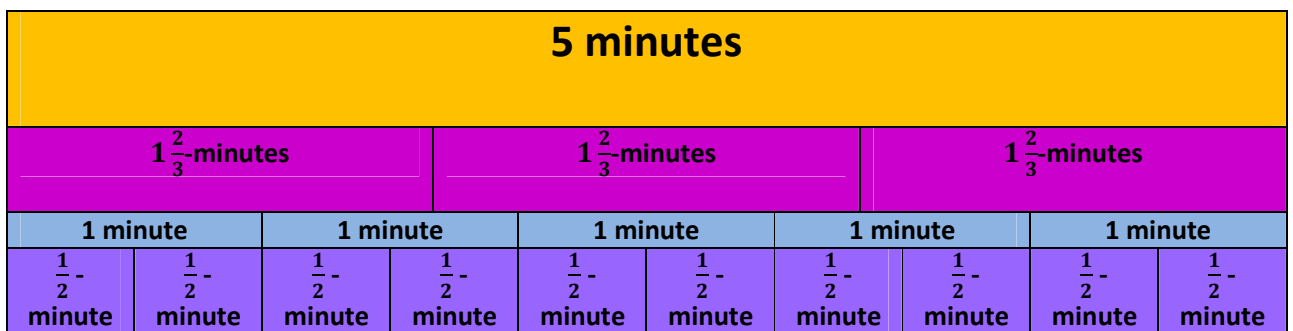 5 minutes
1 2/3-minutes 1 2/3-minutes 1 2/3-minutes
1 minute 1 minute 1 minute 1 minute 1 minute
1/2 - 1/2 - 1/2 - 1/2 - 1/2 - 1/2 - 1/2 - 1/2 - 1/2 - 1/2 -
minute minute minute minute minute minute minute minute minute minute